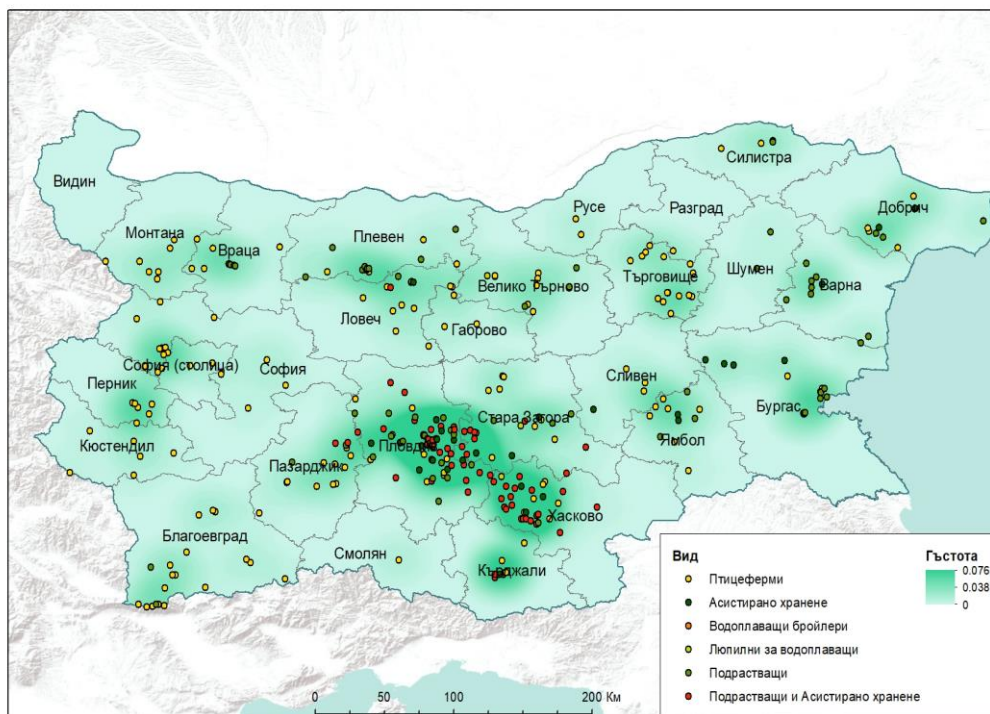 Силистра
Видин
Добрич
Русе
Разград
Монтана
Плевен
Враца
Търговище
Шумен
Велико Търново
Варна
Ловеч
Габрово
София (столица)
София
Перник
Сливен
Бургас
Стара Загора
Ямбол
Кюстендил
Пловдив
Пазарджик
Хасково
Благоевград
Смолян
Кърджали
Вид
Птицеферми
Асистирано хранене
Водоплаващи бройлери
Люпилни за водоплаващи
Подрастващи
Подрастващи и Асистирано хранене
Гъстота
0.076
0.038
0
0 50 100 200 Км